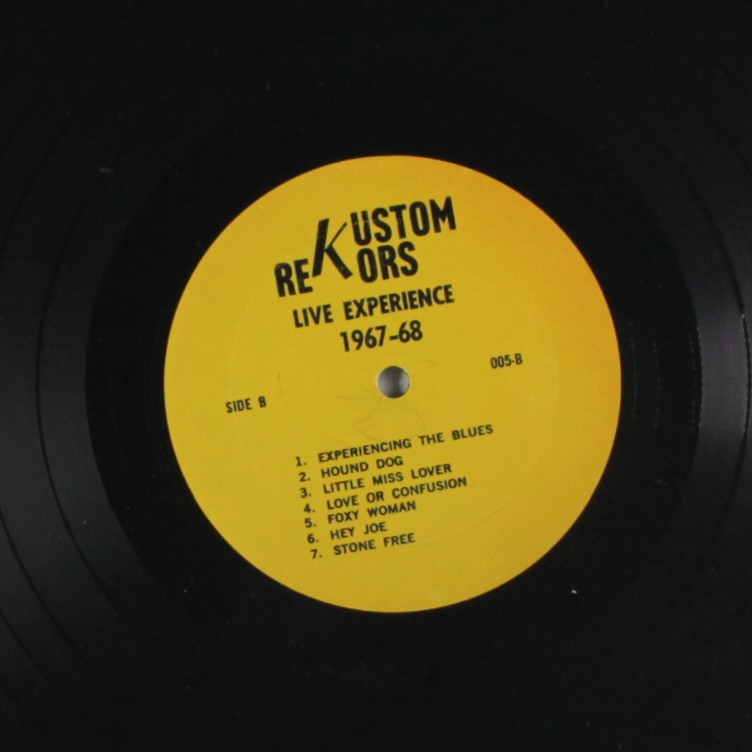 KUSTOM
REKORS
LIVE EXPERIENCE
1967-68
005-B
SIDE B
1. EXPERIENCING THE BLUES
2. HOUND DOG
3. LITTLE MISS LOVER
4. LOVE OR CONFUSION
5. FOXY WOMAN
6. HEY JOE
7. STONE FREE